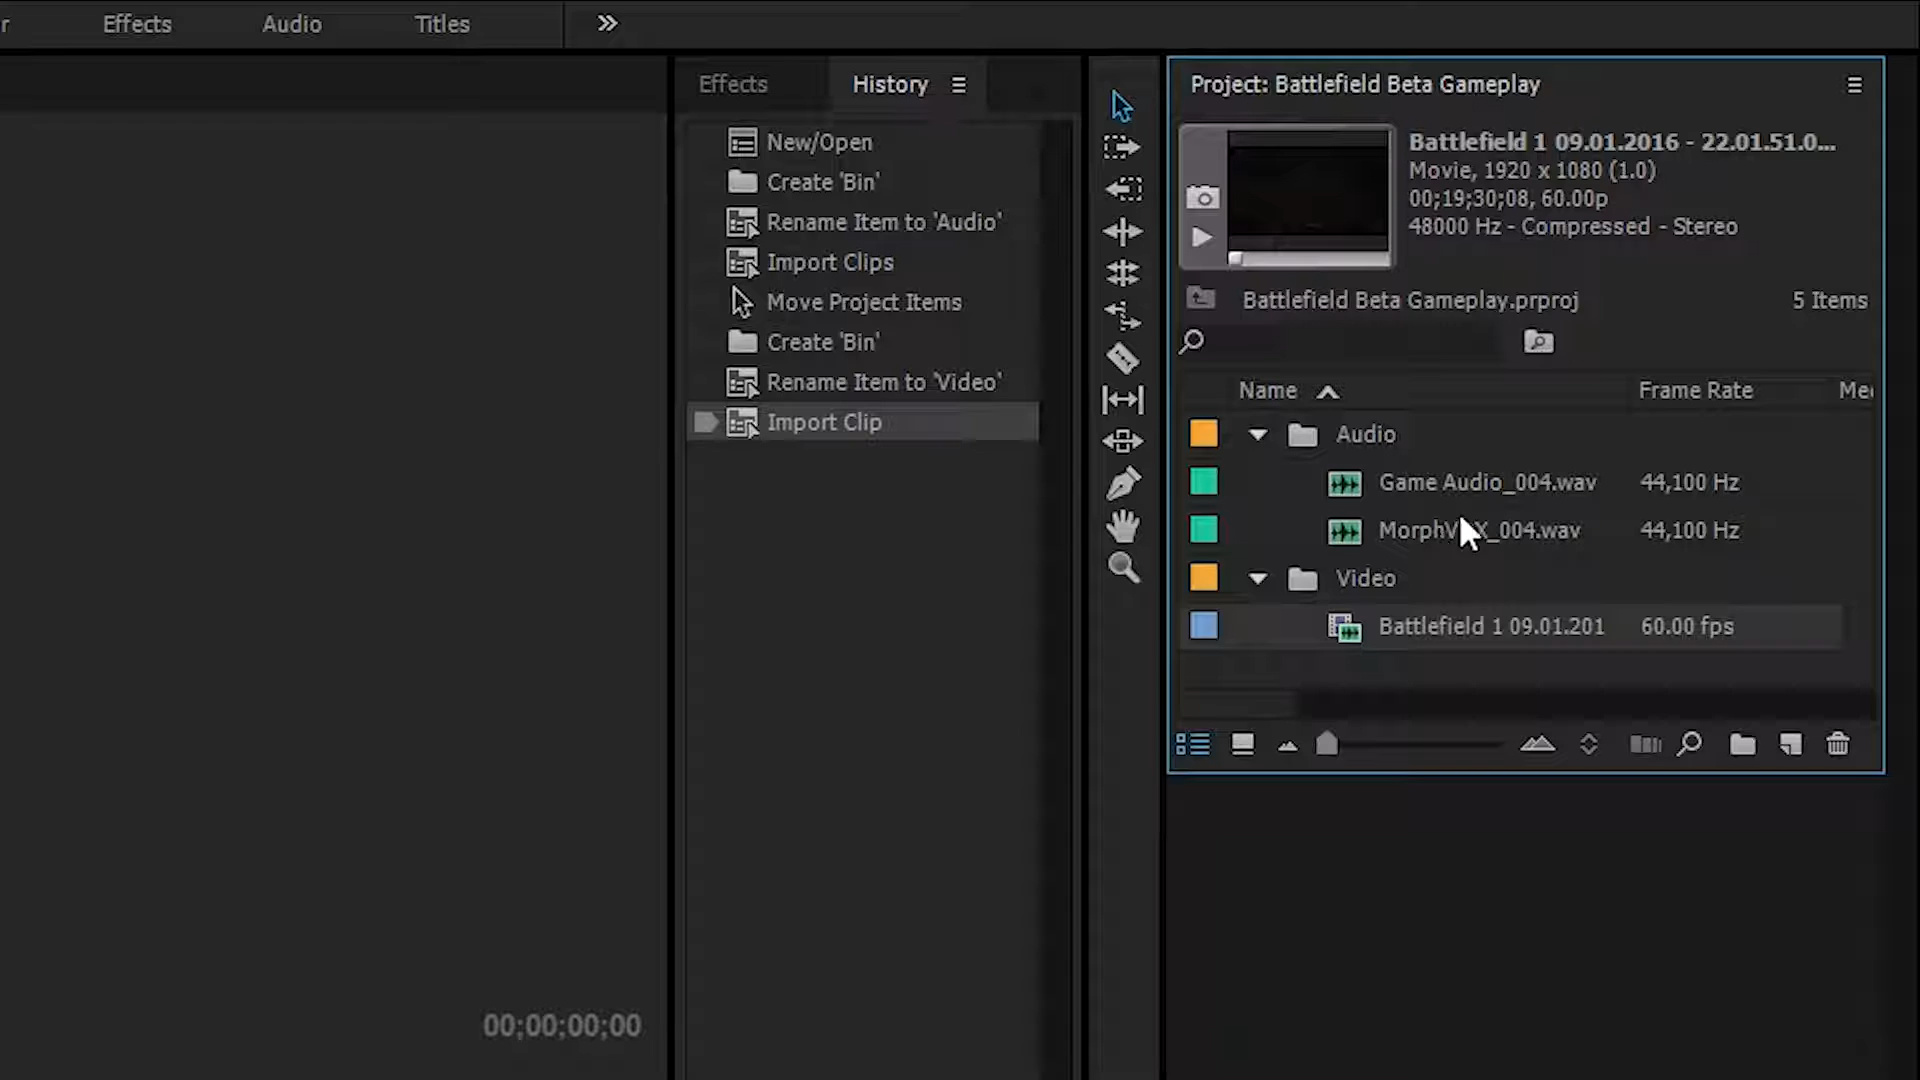 r Effects Audio Titles
Effects History
New/Open
Create 'Bin'
Rename Item to 'Audio'
Import Clips
Move Project Items
Create 'Bin'
Rename Item to 'Video'
Import Clip
00;00;00;00
Project: Battlefield Beta Gameplay
Battlefield 1 09.01.2016 - 22.01.51.0...
Movie, 1920 x 1080 (1.0)
00;19;30;08, 60.00p
48000 Hz - Compressed - Stereo
Battlefield Beta Gameplay.prproj 5 Items
Name Frame Rate Me
Audio
Game Audio_004.wav 44,100 Hz
44,100 Hz
Video
Battlefield 1 09.01.201 60.00 fps